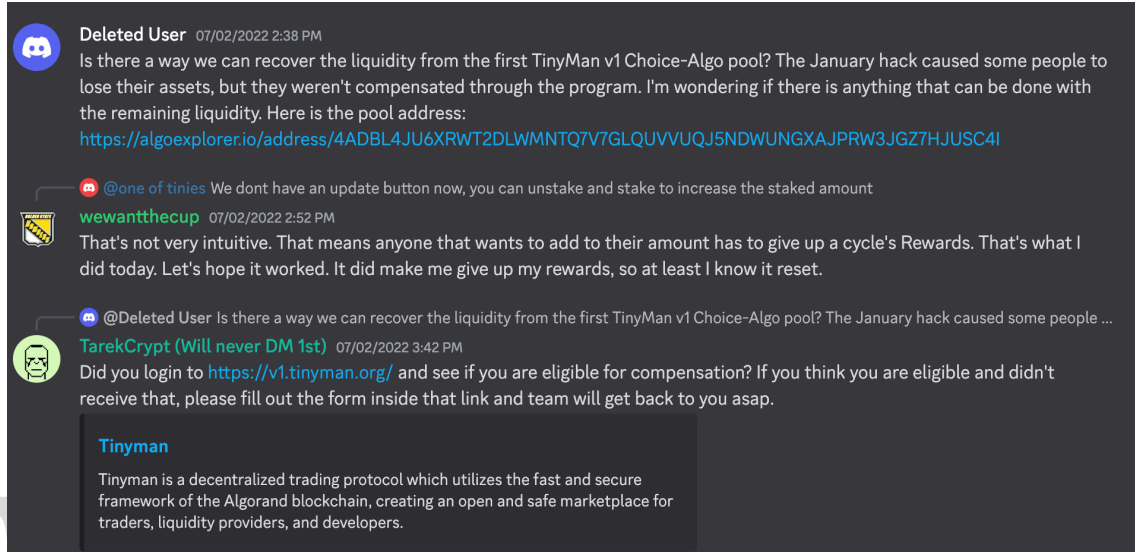 Deleted User 07/02/2022 2:38 PM
Is there a way we can recover the liquidity from the first TinyMan v1 Choice-Algo pool? The January hack caused some people to
lose their assets, but they weren't compensated through the program. I'm wondering if there is anything that can be done with
the remaining liquidity. Here is the pool address:
https://algoexplorer.io/address/4ADBL4JU6XRWT2DLWMNTQ7V7GLQUVVUQJ5NDWUNGXAJPRW3JGZ7HJUSC4I
@one of tinies We dont have an update button now, you can unstake and stake to increase the staked amount
wewantthecup 07/02/2022 2:52 PM
That's not very intuitive. That means anyone that wants to add to their amount has to give up a cycle's Rewards. That's what I
did today. Let's hope it worked. It did make me give up my rewards, so at least I know it reset.
@Deleted User Is there a way we can recover the liquidity from the first TinyMan v1 Choice-Algo pool? The January hack caused some people ...
TarekCrypt (Will never DM 1st) 07/02/2022 3:42 PM
Did you login to https://v1.tinyman.org/ and see if you are eligible for compensation? If you think you are eligible and didn't
receive that, please fill out the form inside that link and team will get back to you asap.
Tinyman
Tinyman is a decentralized trading protocol which utilizes the fast and secure
framework of the Algorand blockchain, creating an open and safe marketplace for
traders, liquidity providers, and developers.